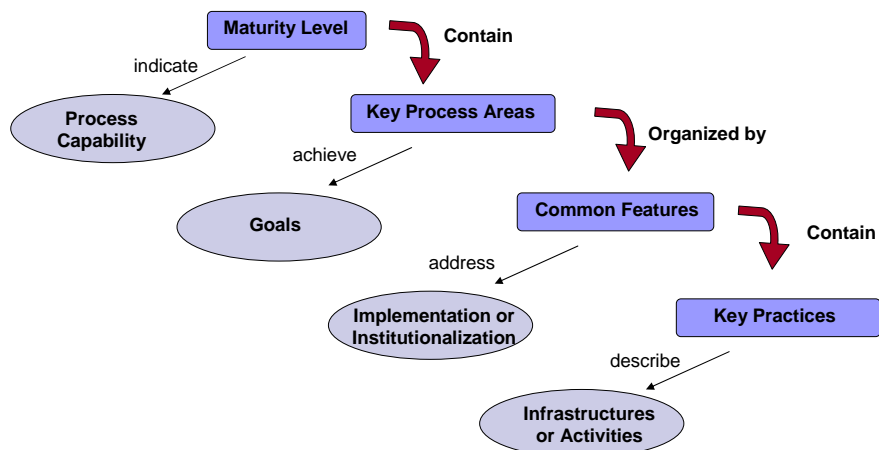 Maturity Level
Contain
indicate
Process
Capability
Key Process Areas
Organized by
achieve
Goals
Common Features
Contain
address
Implementation or
Institutionalization
Key Practices
describe
Infrastructures
or Activities